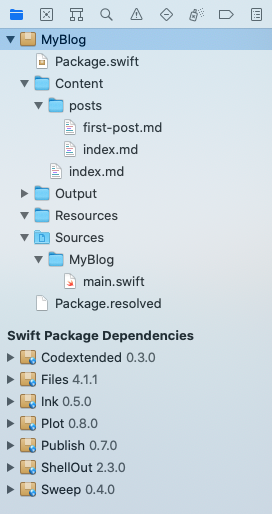 MyBlog
Package.swift
Content
posts
first-post.md
index.md
index.md
Output
Resources
Sources
MyBlog
main.swift
Package.resolved
Swift Package Dependencies
Codextended 0.3.0
Files 4.1.1
Ink 0.5.0
Plot 0.8.0
Publish 0.7.0
ShellOut 2.3.0
Sweep 0.4.0